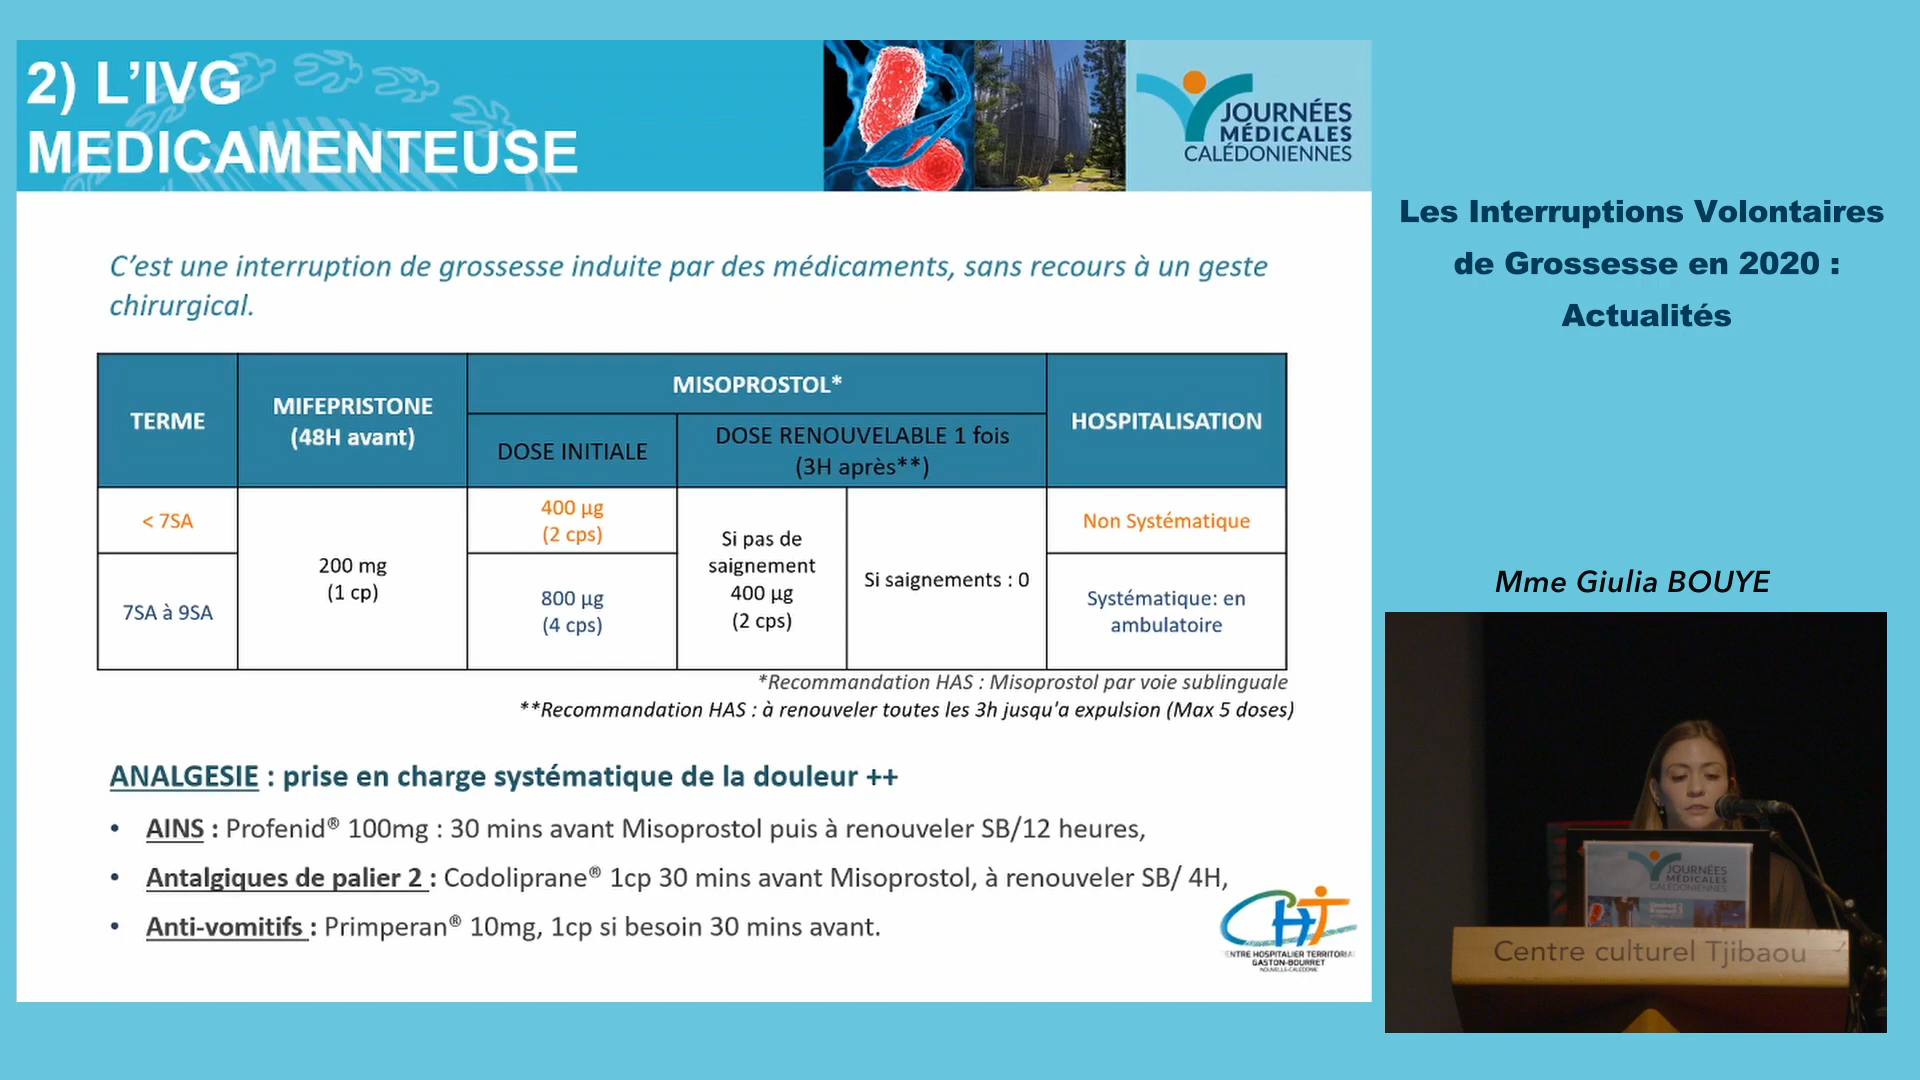 2) L'IVG
MEDICAMENTEUSE
JOURNÉES
MÉDICALES
CALÉDONIENNES
C'est une interruption de grossesse induite par des médicaments, sans recours à un geste
chirurgical.
TERME
MIFEPRISTONE
(48H avant)
MISOPROSTOL*
DOSE INITIALE
DOSE RENOUVELABLE 1 fois
(3H après**)
HOSPITALISATION
< 7SA
200 mg
(1 cp)
400 µg
(2 cps)
Si pas de
saignement
400 µg
(2 cps)
Si saignements : 0
Non Systématique
7SA à 9SA
800 µg
(4 cps)
Systématique: en
ambulatoire
*Recommandation HAS : Misoprostol par voie sublinguale
**Recommandation HAS : à renouveler toutes les 3h jusqu'a expulsion (Max 5 doses)
ANALGESIE : prise en charge systématique de la douleur ++
• AINS : Profenid® 100mg : 30 mins avant Misoprostol puis à renouveler SB/12 heures,
• Antalgiques de palier 2 : Codoliprane® 1cp 30 mins avant Misoprostol, à renouveler SB/ 4H,
• Anti-vomitifs : Primperan® 10mg, 1cp si besoin 30 mins avant.
CHT
CENTRE HOSPITALIER TERRITORIAL
GASTON-BOURRET
NOUVELLE-CALÉDONIE
Les Interruptions Volontaires
de Grossesse en 2020 :
Actualités
Mme Giulia BOUYE
JOURNÉES
MÉDICALES
CALÉDONIENNES
Centre culturel Tjibaou